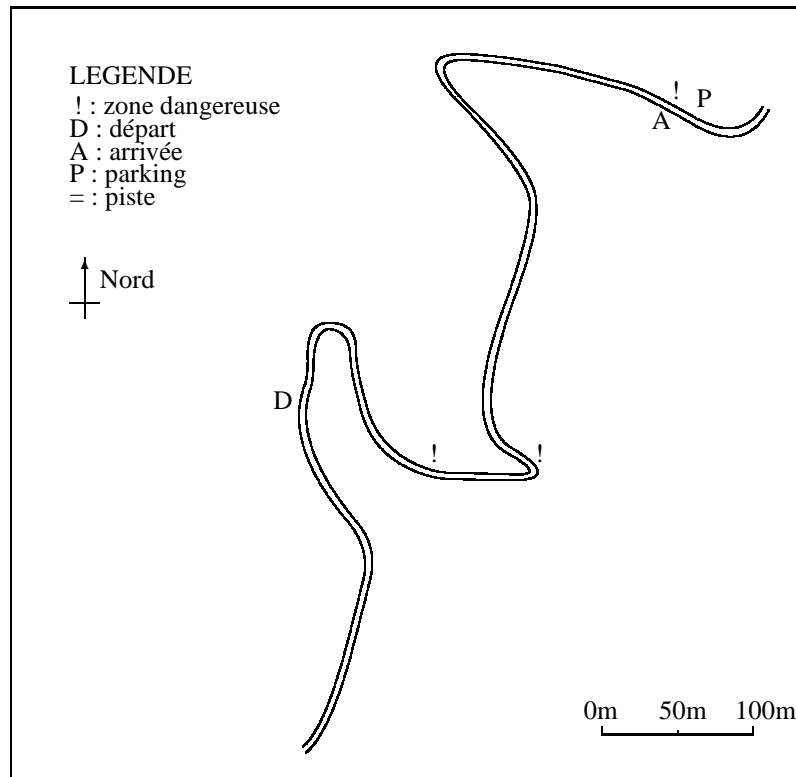 LEGENDE
! : zone dangereuse
D : départ
A : arrivée
P : parking
= : piste
Nord
!
P
A
D
!
!
0m 50m 100m